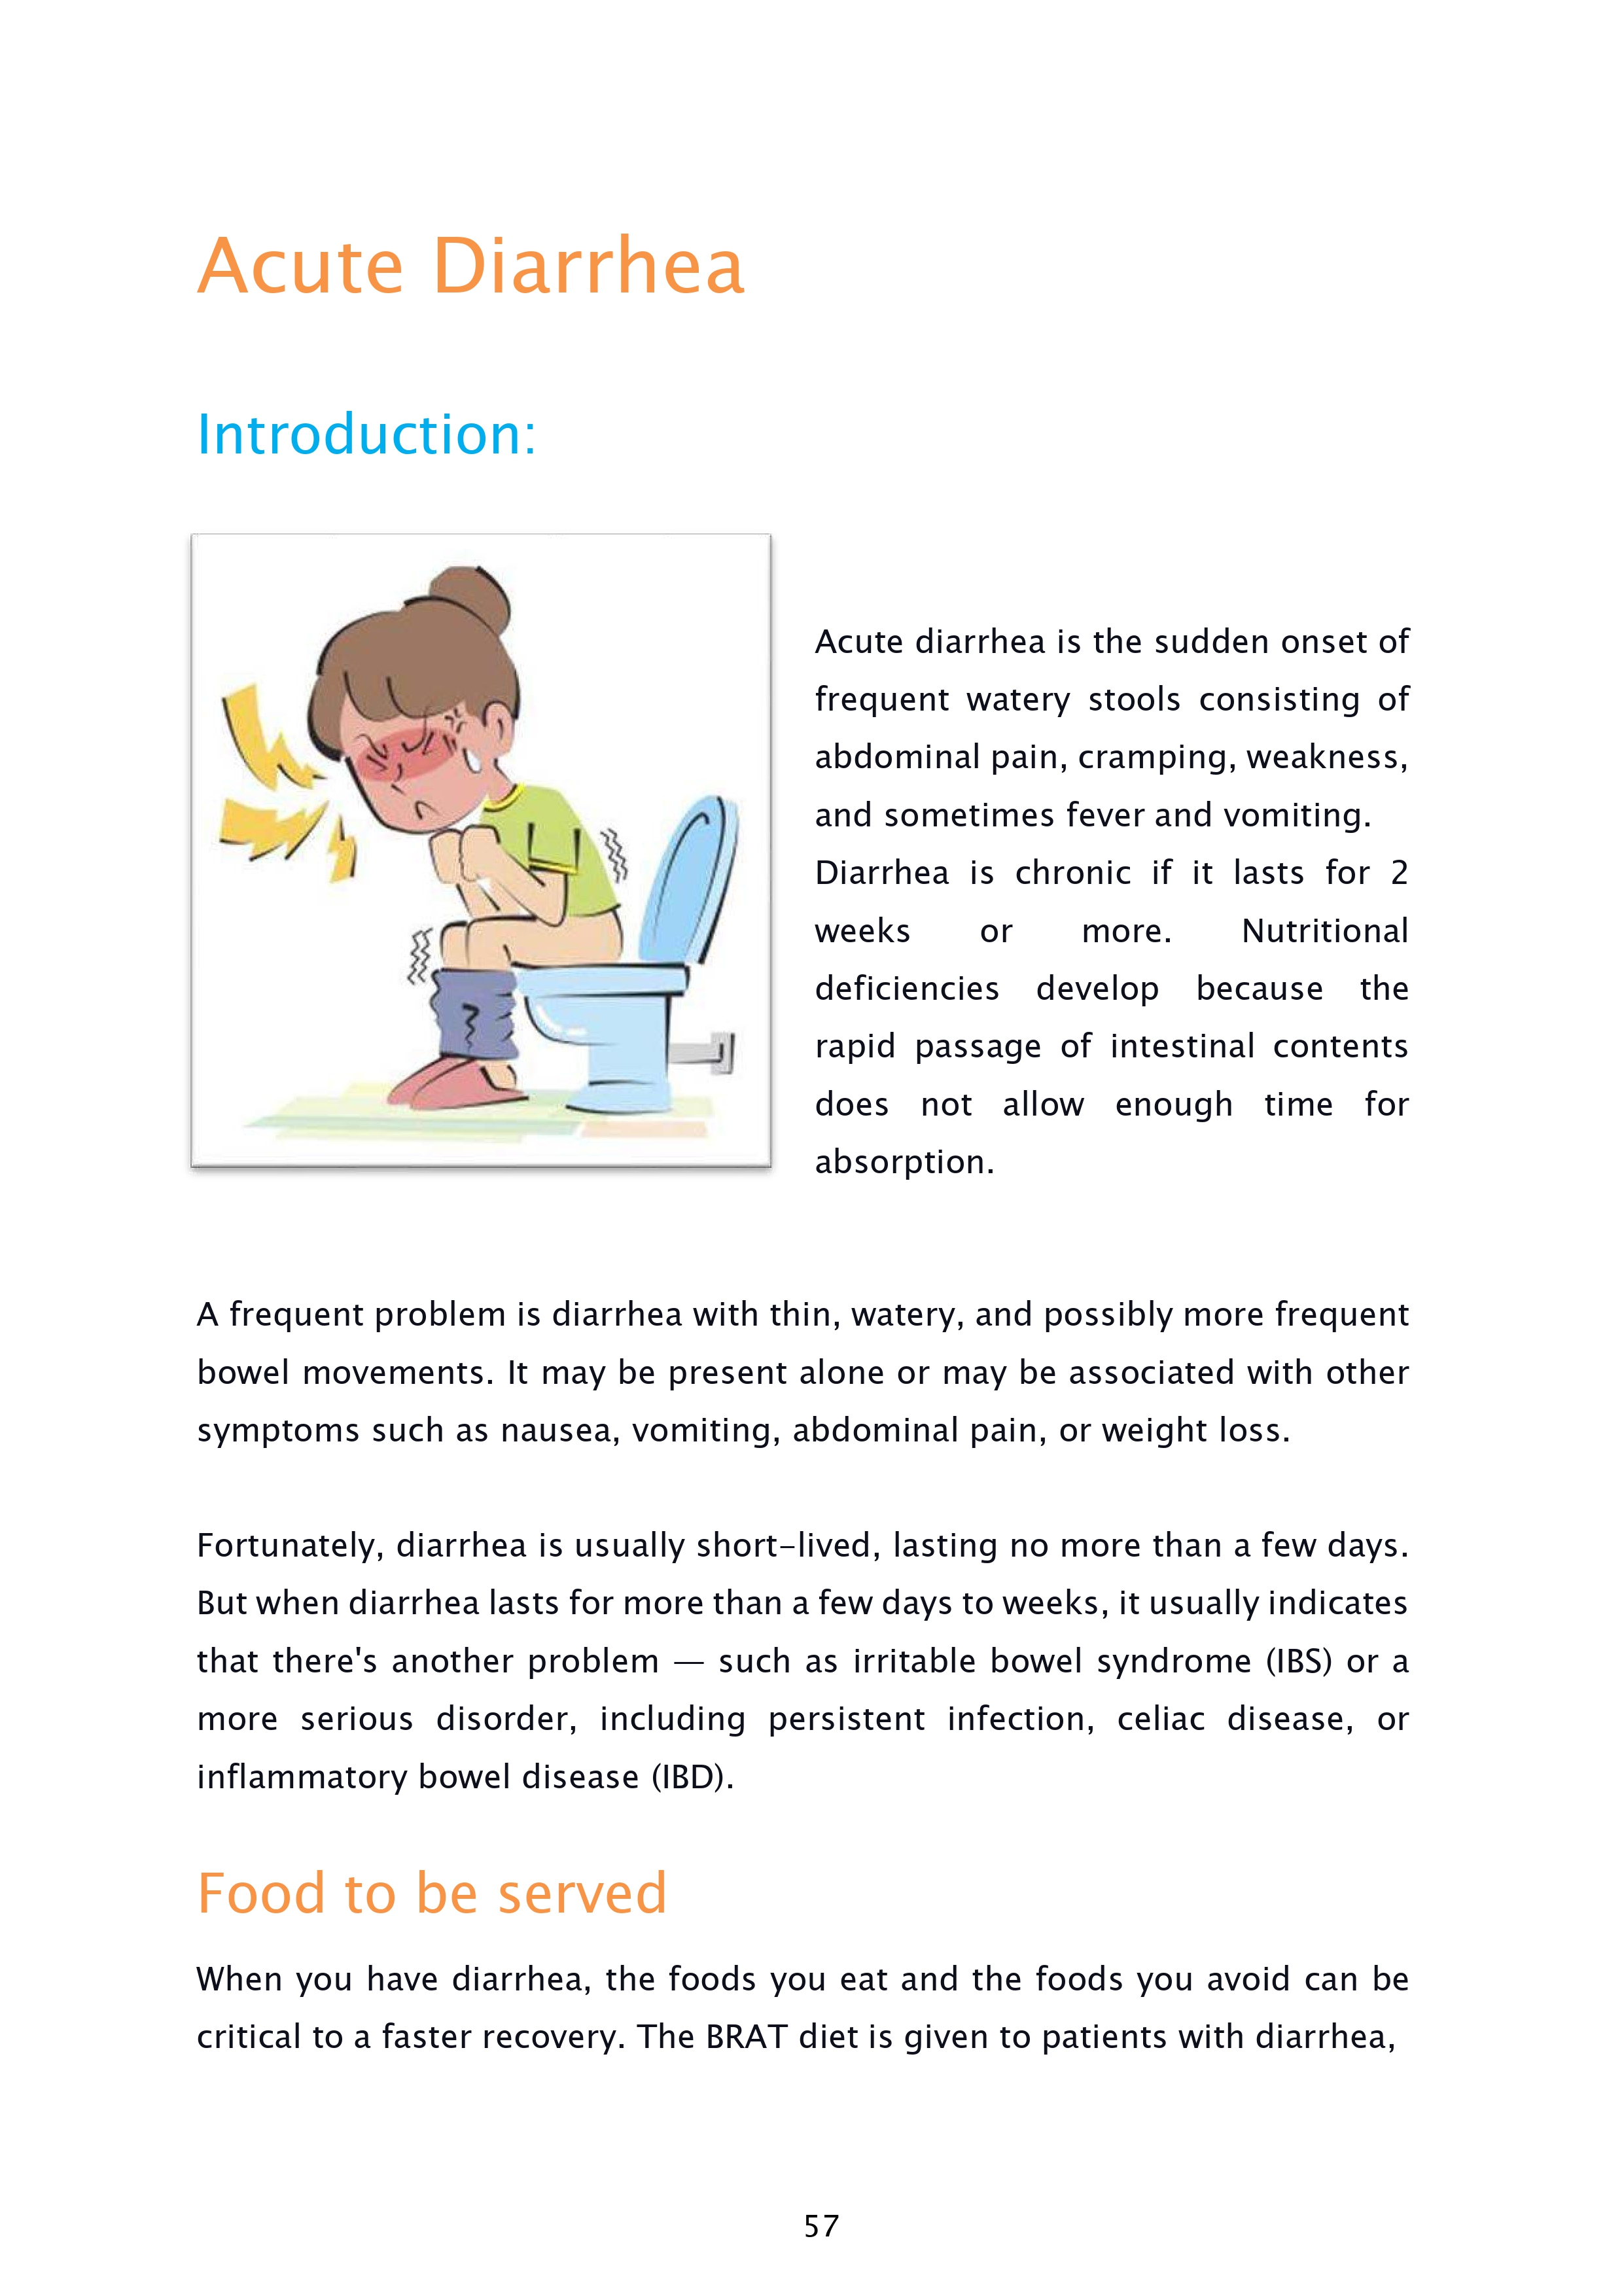 Acute Diarrhea
Introduction:
Acute diarrhea is the sudden onset of
frequent watery stools consisting of
abdominal pain, cramping, weakness,
and sometimes fever and vomiting.
Diarrhea is chronic if it lasts for 2
weeks or more. Nutritional
deficiencies develop because the
rapid passage of intestinal contents
does not allow enough time for
absorption.
A frequent problem is diarrhea with thin, watery, and possibly more frequent
bowel movements. It may be present alone or may be associated with other
symptoms such as nausea, vomiting, abdominal pain, or weight loss.
Fortunately, diarrhea is usually short-lived, lasting no more than a few days.
But when diarrhea lasts for more than a few days to weeks, it usually indicates
that there's another problem — such as irritable bowel syndrome (IBS) or a
more serious disorder, including persistent infection, celiac disease, or
inflammatory bowel disease (IBD).
Food to be served
When you have diarrhea, the foods you eat and the foods you avoid can be
critical to a faster recovery. The BRAT diet is given to patients with diarrhea,
57